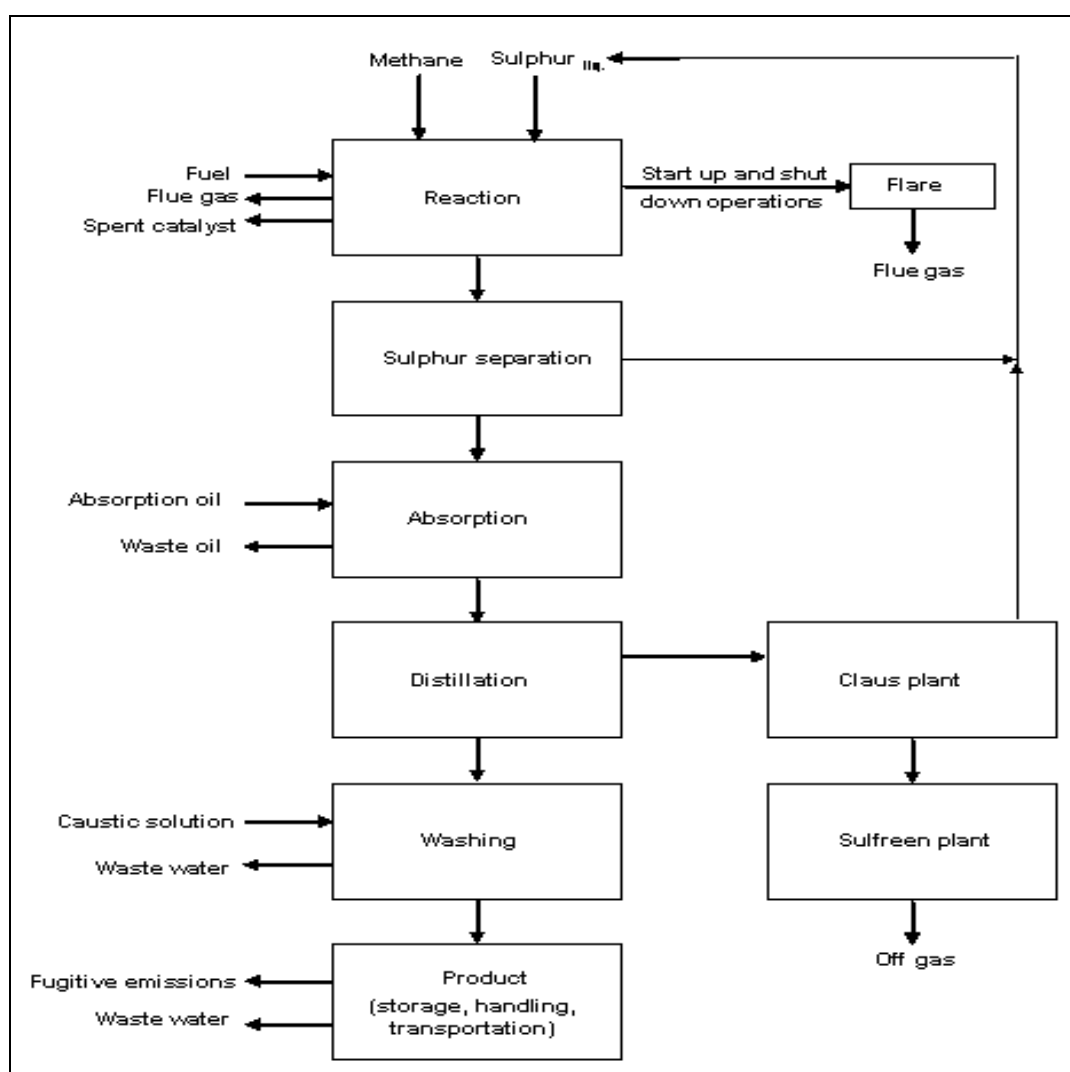 Methane
Sulphur liq.
Fuel
Flue gas
Spent catalyst
Reaction
Start up and shut
down operations
Flare
Flue gas
Sulphur separation
Absorption oil
Waste oil
Absorption
Distillation
Claus plant
Caustic solution
Waste water
Washing
Sulfreen plant
Off gas
Fugitive emissions
Waste water
Product
(storage, handling,
transportation)